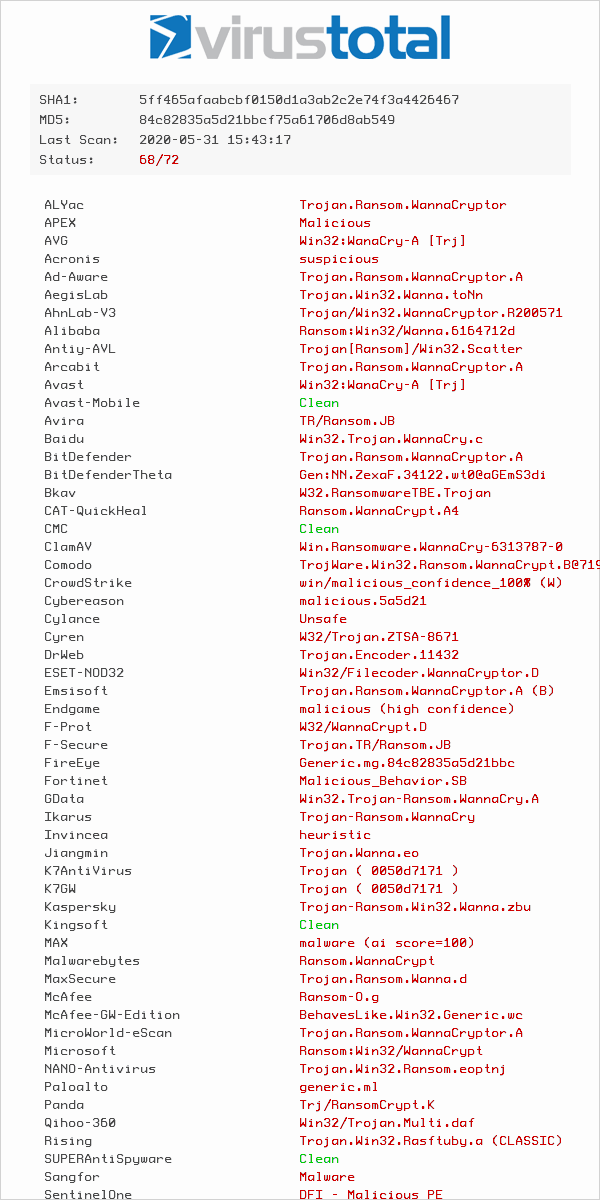 virustotal
SHA1: 5ff465afaabcbf0150d1a3ab2c2e74f3a4426467
MD5: 84c82835a5d21bbcf75a61706d8ab549
Last Scan: 2020-05-31 15:43:17
Status: 68/72
ALYac Trojan.Ransom.WannaCryptor
APEX Malicious
AVG Win32:WanaCry-A [Trj]
Acronis suspicious
Ad-Aware Trojan.Ransom.WannaCryptor.A
AegisLab Trojan.Win32.Wanna.toNn
AhnLab-V3 Trojan/Win32.WannaCryptor.R200571
Alibaba Ransom:Win32/Wanna.6164712d
Antiy-AVL Trojan[Ransom]/Win32.Scatter
Arcabit Trojan.Ransom.WannaCryptor.A
Avast Win32:WanaCry-A [Trj]
Avast-Mobile Clean
Avira TR/Ransom.JB
Baidu Win32.Trojan.WannaCry.c
BitDefender Trojan.Ransom.WannaCryptor.A
BitDefenderTheta Gen:NN.ZexaF.34122.wt0@aGEmS3di
Bkav W32.RansomwareTBE.Trojan
CAT-QuickHeal Ransom.WannaCrypt.A4
CMC Clean
ClamAV Win.Ransomware.WannaCry-6313787-0
Comodo TrojWare.Win32.Ransom.WannaCrypt.B@719
CrowdStrike win/malicious_confidence_100% (W)
Cybereason malicious.5a5d21
Cylance Unsafe
Cyren W32/Trojan.ZTSA-8671
DrWeb Trojan.Encoder.11432
ESET-NOD32 Win32/Filecoder.WannaCryptor.D
Emsisoft Trojan.Ransom.WannaCryptor.A (B)
Endgame malicious (high confidence)
F-Prot W32/WannaCrypt.D
F-Secure Trojan.TR/Ransom.JB
FireEye Generic.mg.84c82835a5d21bbc
Fortinet Malicious_Behavior.SB
GData Win32.Trojan-Ransom.WannaCry.A
Ikarus Trojan-Ransom.WannaCry
Invincea heuristic
Jiangmin Trojan.Wanna.eo
K7AntiVirus Trojan ( 0050d7171 )
K7GW Trojan ( 0050d7171 )
Kaspersky Trojan-Ransom.Win32.Wanna.zbu
Kingsoft Clean
MAX malware (ai score=100)
Malwarebytes Ransom.WannaCrypt
MaxSecure Trojan.Ransom.Wanna.d
McAfee Ransom-O.g
McAfee-GW-Edition BehavesLike.Win32.Generic.wc
MicroWorld-eScan Trojan.Ransom.WannaCryptor.A
Microsoft Ransom:Win32/WannaCrypt
NANO-Antivirus Trojan.Win32.Ransom.eoptnj
Paloalto generic.ml
Panda Trj/RansomCrypt.K
Qihoo-360 Win32/Trojan.Multi.daf
Rising Trojan.Win32.Rasftuby.a (CLASSIC)
SUPERAntiSpyware Clean
Sangfor Malware
SentinelOne DFI - Malicious PE